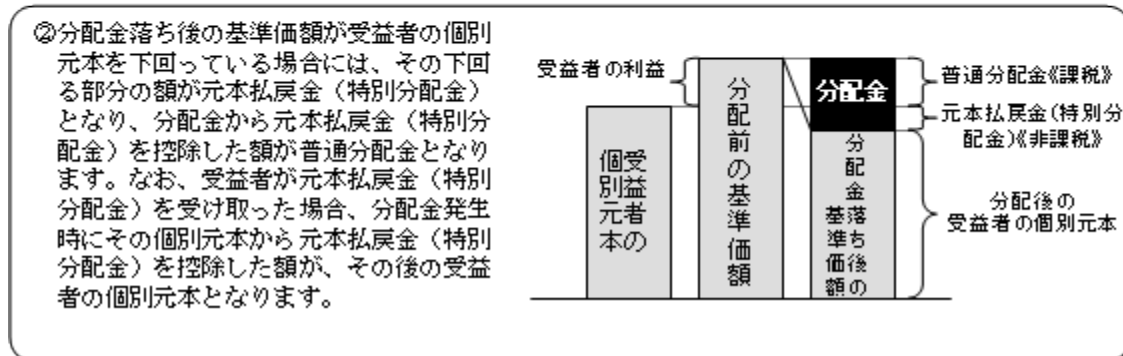 ②分配金落ち後の基準価額が受益者の個別
元本を下回っている場合には、その下回
る部分の額が元本払戻金（特別分配金）
となり、分配金から元本払戻金（特別分
配金）を控除した額が普通分配金となり
ます。なお、受益者が元本払戻金（特別
分配金）を受け取った場合、分配金発生
時にその個別元本から元本払戻金（特別
分配金）を控除した額が、その後の受益
者の個別元本となります。
受益者の利益
受益者の
個別元本
分配前の基準価額
分配金
分配金
落ち後の
基準価額
普通分配金《課税》
元本払戻金(特別分
配金)《非課税》
分配後の
受益者の個別元本